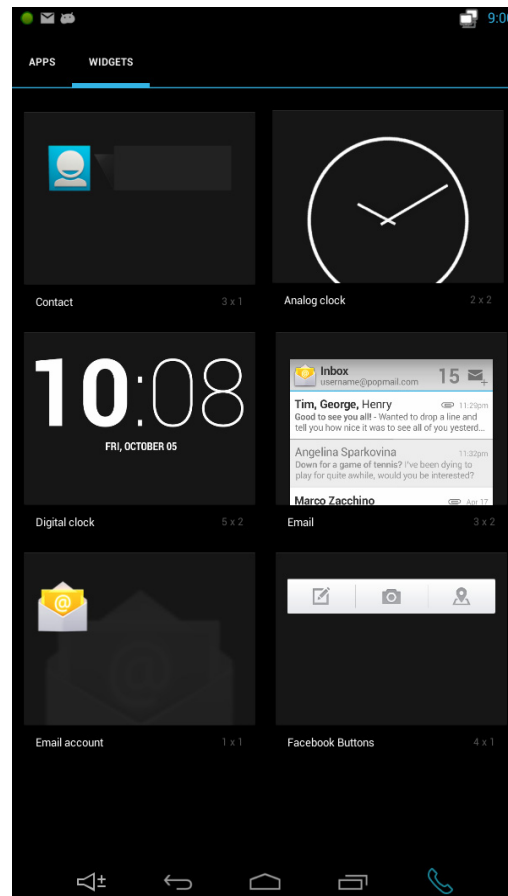 9:00
APPS WIDGETS
Contact 3 x 1
Analog clock 2 x 2
10:08
FRI, OCTOBER 05
Digital clock 5 x 2
Inbox
username@popmail.com
15
Tim, George, Henry 11:29pm
Good to see you all! - Wanted to drop a line and
tell you how nice it was to see all of you yesterd...
Angelina Sparkovina 11:32pm
Down for a game of tennis? I've been dying to
play for quite awhile, would you be interested?
Marco Zacchino Apr 17
Email 3 x 2
Email account 1 x 1
Facebook Buttons 4 x 1